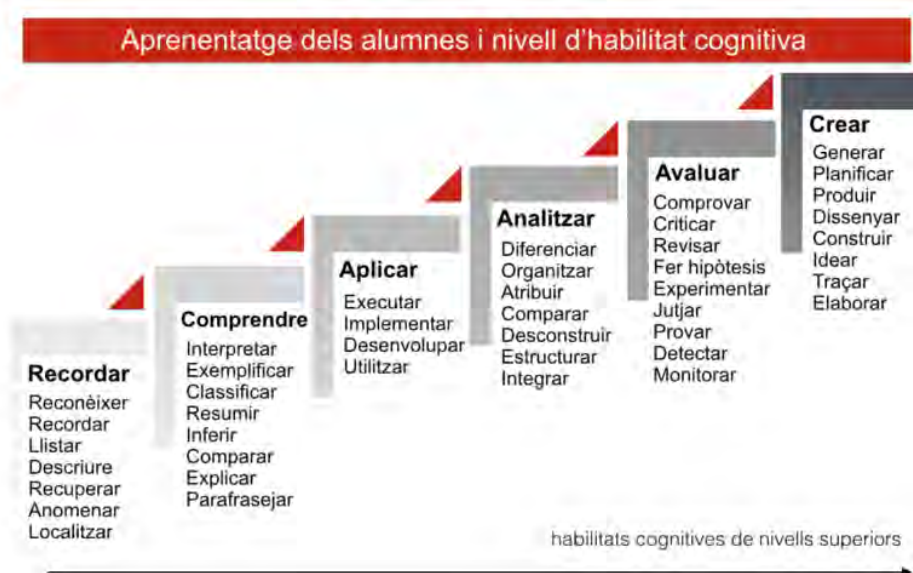 Aprenentatge dels alumnes i nivell d'habilitat cognitiva
Recordar
Reconèixer
Recordar
Llistar
Descriure
Recuperar
Anomenar
Localitzar
Comprendre
Interpretar
Exemplificar
Classificar
Resumir
Inferir
Comparar
Explicar
Parafrasejar
Aplicar
Executar
Implementar
Desenvolupar
Utilitzar
Analitzar
Diferenciar
Organitzar
Atribuir
Comparar
Desconstruir
Estructurar
Integrar
Avaluar
Comprovar
Criticar
Revisar
Fer hipòtesis
Experimentar
Jutjar
Provar
Detectar
Monitorar
Crear
Generar
Planificar
Produir
Dissenyar
Construir
Idear
Traçar
Elaborar
habilitats cognitives de nivells superiors